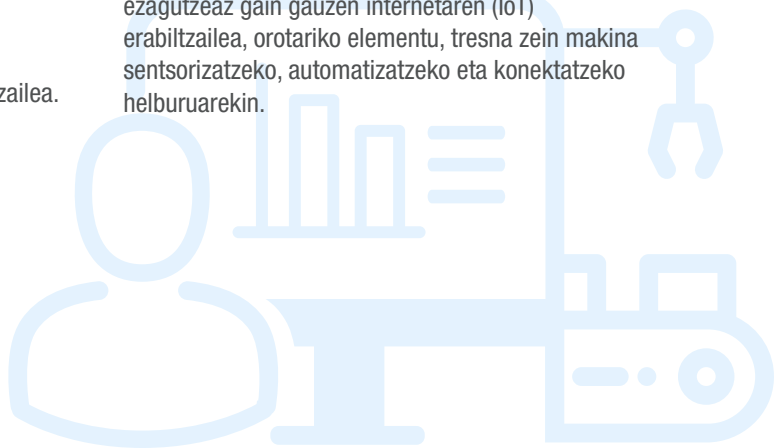 ezagutzeaz gain gauzen internetaren (IoT)
erabiltzailea, orotariko elementu, tresna zein makina
sentsorizatzeko, automatizatzeko eta konektatzeko
helburuarekin.
zailea.